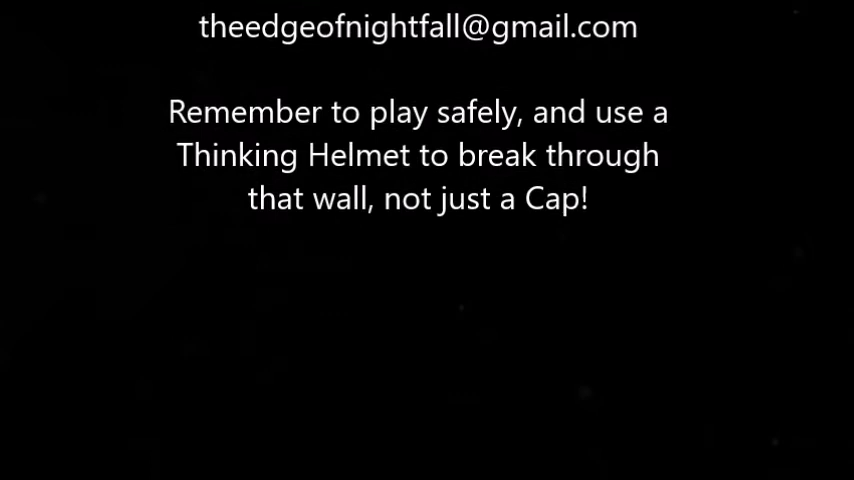 theedgeofnightfall@gmail.com
Remember to play safely, and use a
Thinking Helmet to break through
that wall, not just a Cap!